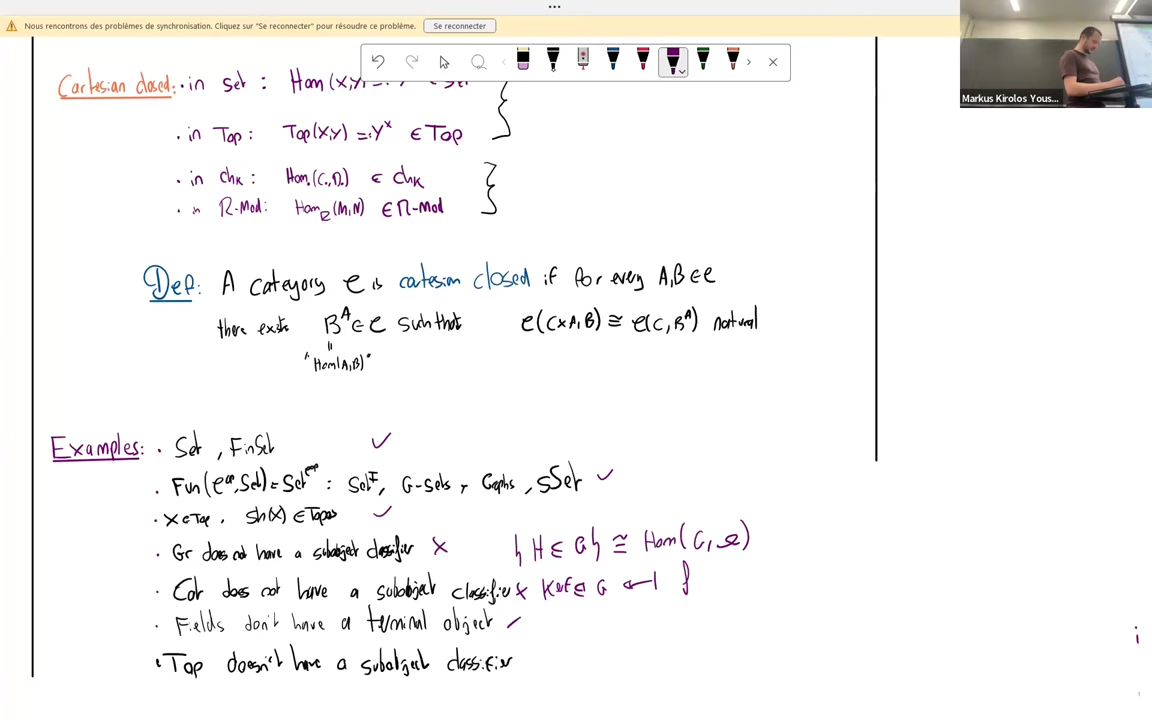 Nous rencontrons des problèmes de synchronisation. Cliquez sur "Se reconnecter" pour résoudre ce problème. Se reconnecter
Markus Kirolos Yous...
Cartesian closed: · in Set : Hom(X,Y)
· in Top: Top(X,Y) =: Y^X ∈ Top
· in Ch_K : Hom.(C., D.) ∈ Ch_K
· in R-Mod: Hom_R(M,N) ∈ R-Mod
Def: A category C is cartesian closed if for every A,B ∈ C
there exists B^A ∈ C such that C(C×A, B) ≅ C(C, B^A) natural
"Hom(A,B)"
Examples: · Set , FinSet ✓
· Fun(C^op, Set) = Set^C^op : Set^I, G-Sets, Graphs, sSet ✓
· X ∈ Top, Sh(X) ∈ Topos ✓
· Gr does not have a subobject classifier × { H ⊆ G } ≅ Hom(G, Ω)
· Cat does not have a subobject classifier × Ker f ⊆ G ↤ f
· Fields don't have a terminal object ✓
· Top doesn't have a subobject classifier
i